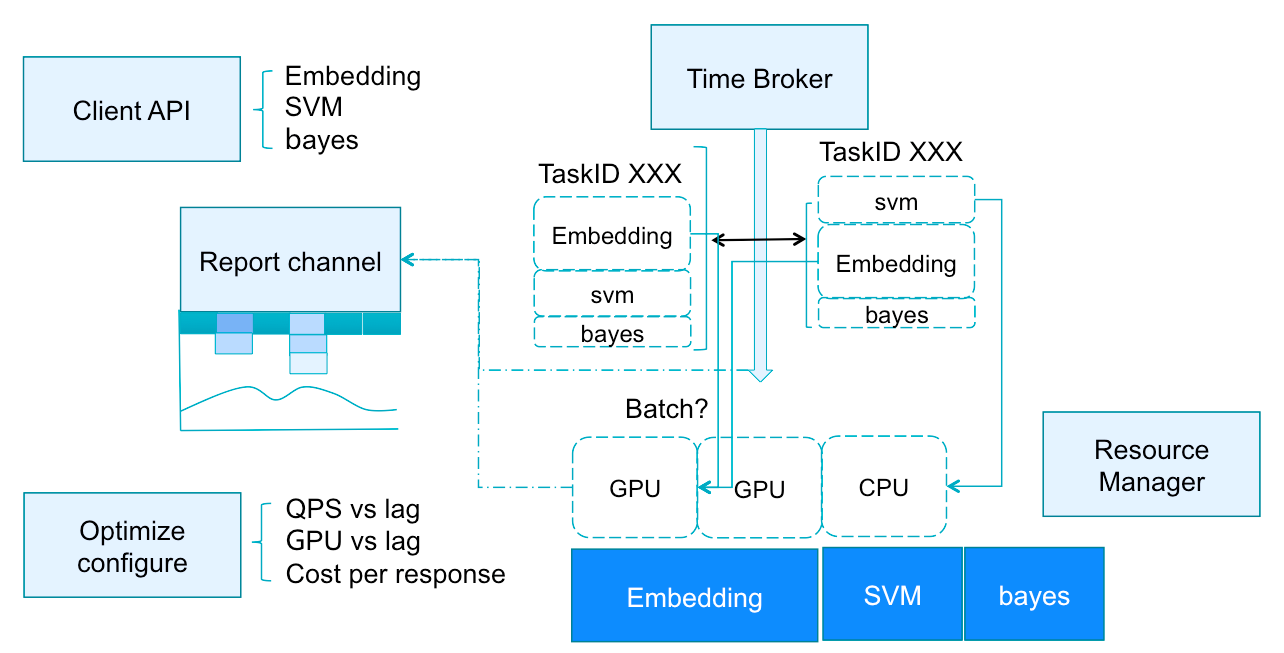 Client API
Embedding
SVM
bayes
Time Broker
TaskID XXX
Embedding
svm
bayes
TaskID XXX
svm
Embedding
bayes
Report channel
Batch?
GPU
GPU
CPU
Resource
Manager
Optimize
configure
QPS vs lag
GPU vs lag
Cost per response
Embedding
SVM
bayes